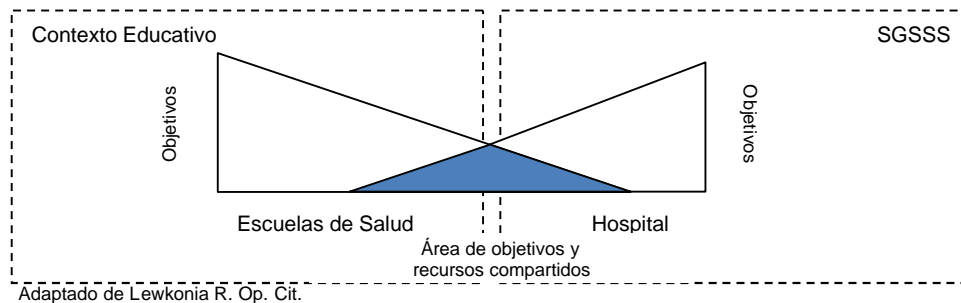 Contexto Educativo
SGSSS
Objetivos
Objetivos
Escuelas de Salud
Hospital
Área de objetivos y
recursos compartidos
Adaptado de Lewkonia R. Op. Cit.